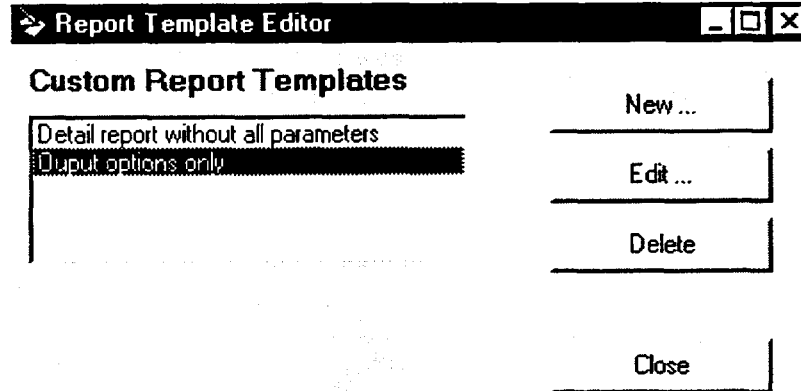 Report Template Editor
Custom Report Templates
Detail report without all parameters
Ouput options only
New ...
Edit ...
Delete
Close